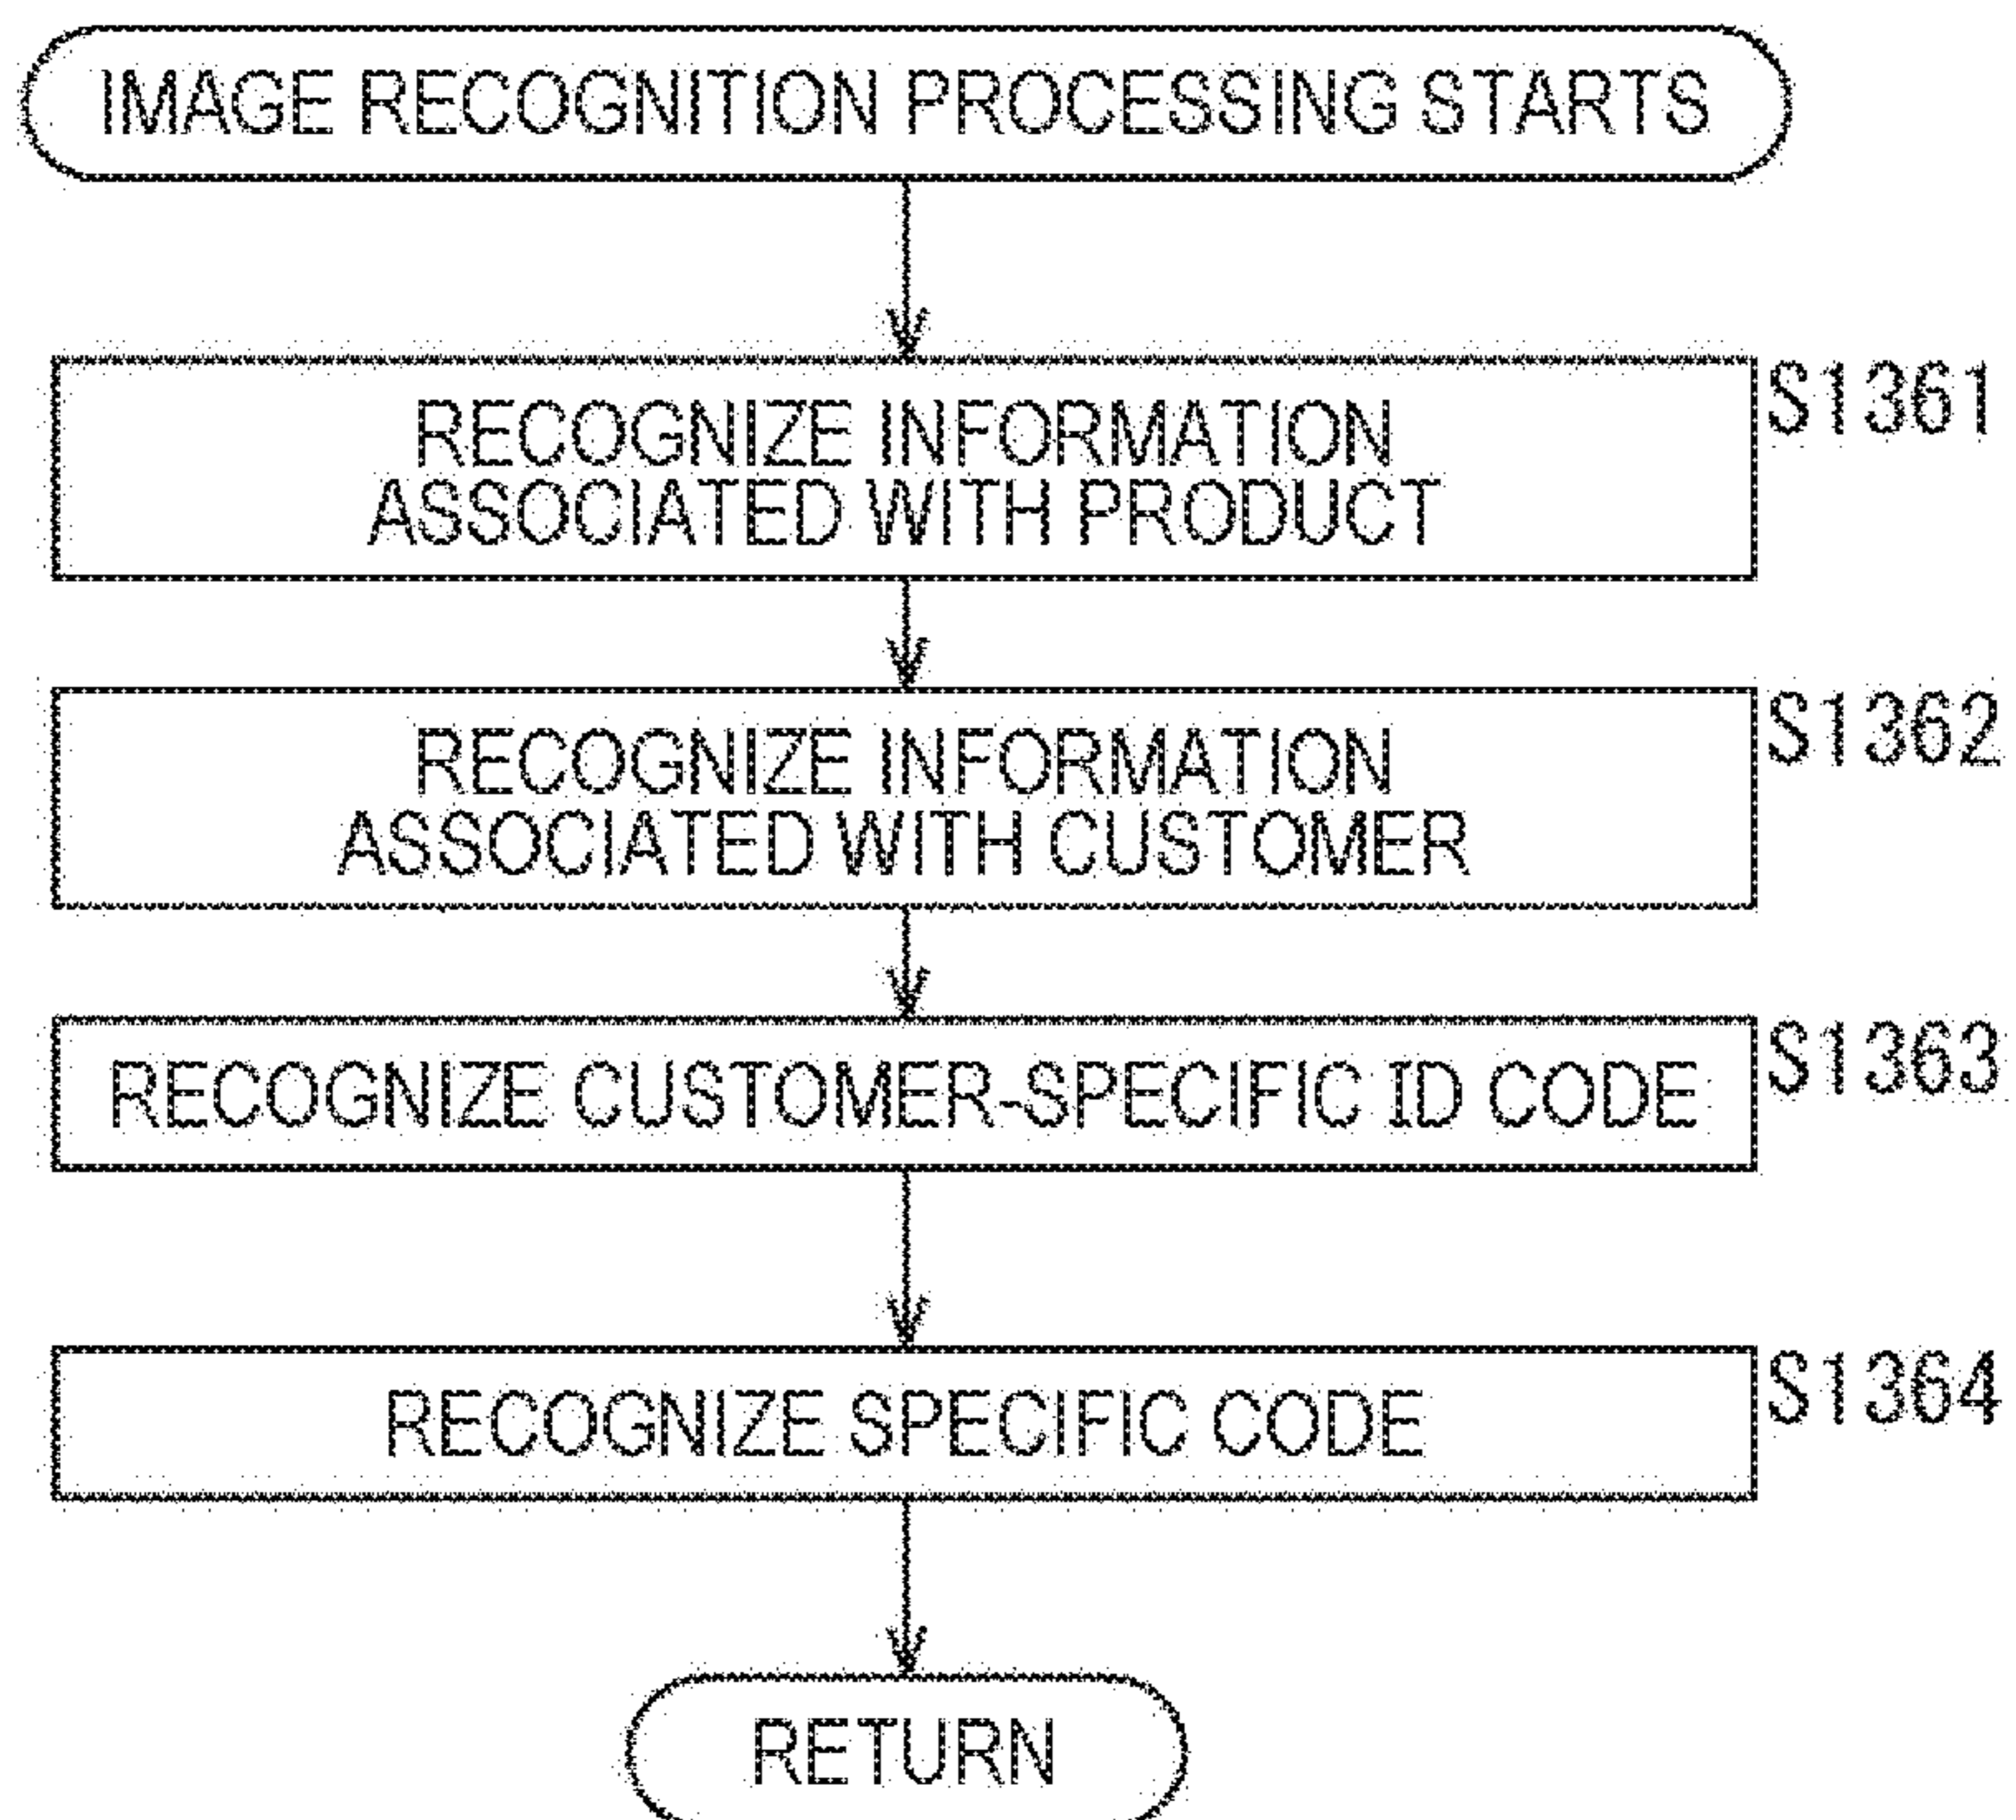 IMAGE RECOGNITION PROCESSING STARTS
RECOGNIZE INFORMATION
ASSOCIATED WITH PRODUCT
S1361
RECOGNIZE INFORMATION
ASSOCIATED WITH CUSTOMER
S1362
RECOGNIZE CUSTOMER-SPECIFIC ID CODE
S1363
RECOGNIZE SPECIFIC CODE
S1364
RETURN